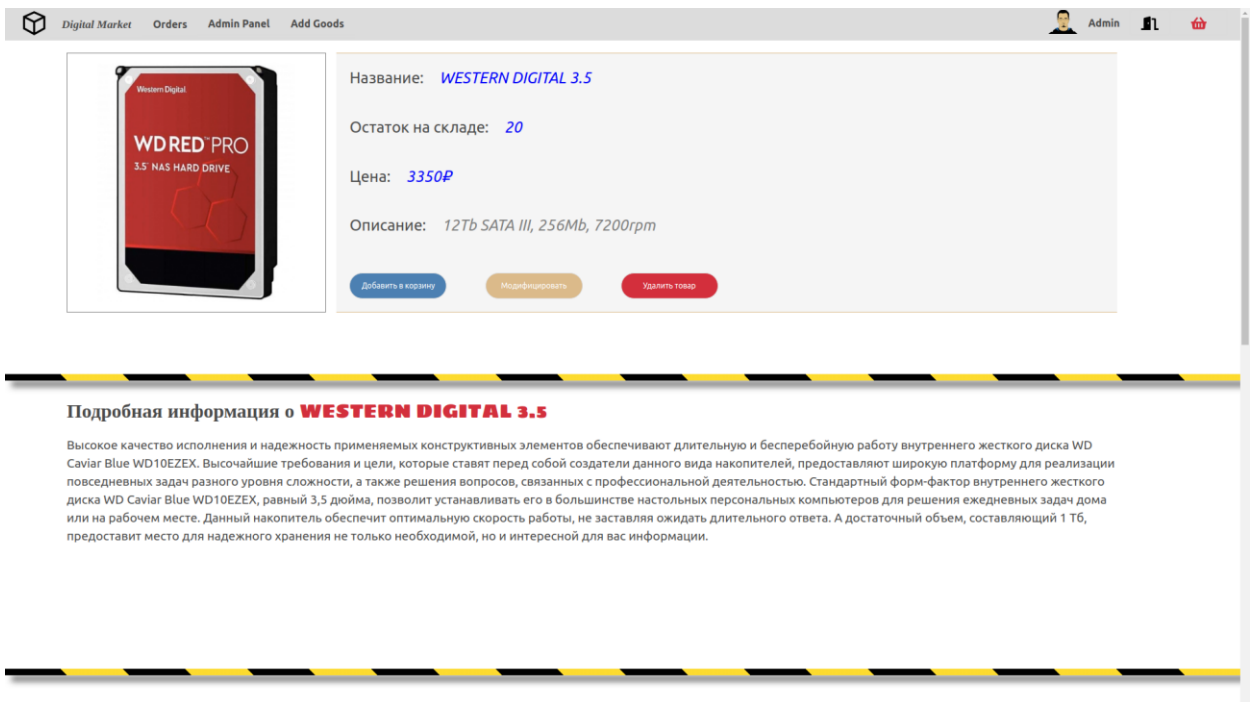 Digital Market Orders Admin Panel Add Goods Admin
Western Digital
WD RED™ PRO
3.5" NAS HARD DRIVE
Название: WESTERN DIGITAL 3.5
Остаток на складе: 20
Цена: 3350₽
Описание: 12Tb SATA III, 256Mb, 7200rpm
Добавить в корзину Модифицировать Удалить товар
Подробная информация о WESTERN DIGITAL 3.5
Высокое качество исполнения и надежность применяемых конструктивных элементов обеспечивают длительную и бесперебойную работу внутреннего жесткого диска WD
Caviar Blue WD10EZEX. Высочайшие требования и цели, которые ставят перед собой создатели данного вида накопителей, предоставляют широкую платформу для реализации
повседневных задач разного уровня сложности, а также решения вопросов, связанных с профессиональной деятельностью. Стандартный форм-фактор внутреннего жесткого
диска WD Caviar Blue WD10EZEX, равный 3,5 дюйма, позволит устанавливать его в большинстве настольных персональных компьютеров для решения ежедневных задач дома
или на рабочем месте. Данный накопитель обеспечит оптимальную скорость работы, не заставляя ожидать длительного ответа. А достаточный объем, составляющий 1 Тб,
предоставит место для надежного хранения не только необходимой, но и интересной для вас информации.